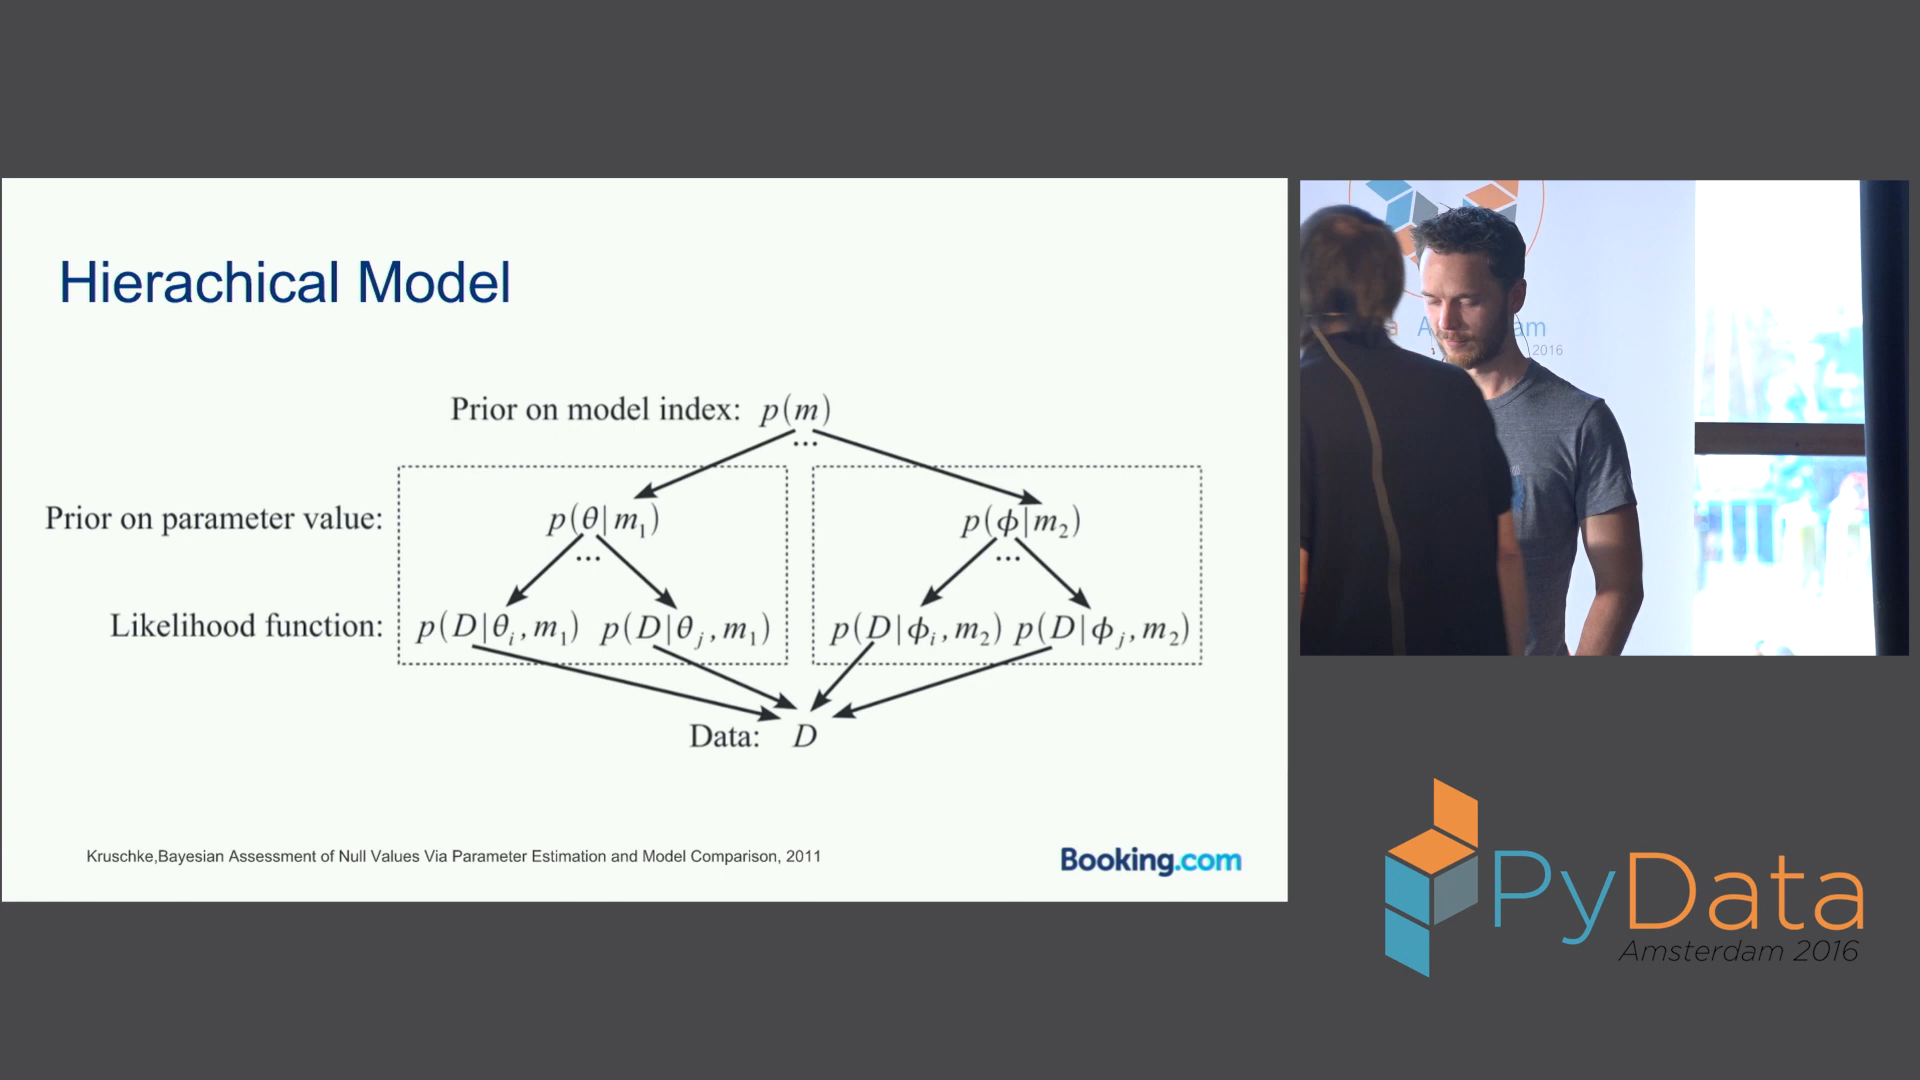 Hierachical Model
Prior on model index: p(m)
...
Prior on parameter value: p(θ|m₁) p(ϕ|m₂)
... ...
Likelihood function: p(D|θᵢ,m₁) p(D|θⱼ,m₁) p(D|ϕᵢ,m₂) p(D|ϕⱼ,m₂)
Data: D
Kruschke,Bayesian Assessment of Null Values Via Parameter Estimation and Model Comparison, 2011
Booking.com
a A am
2016
PyData
Amsterdam 2016